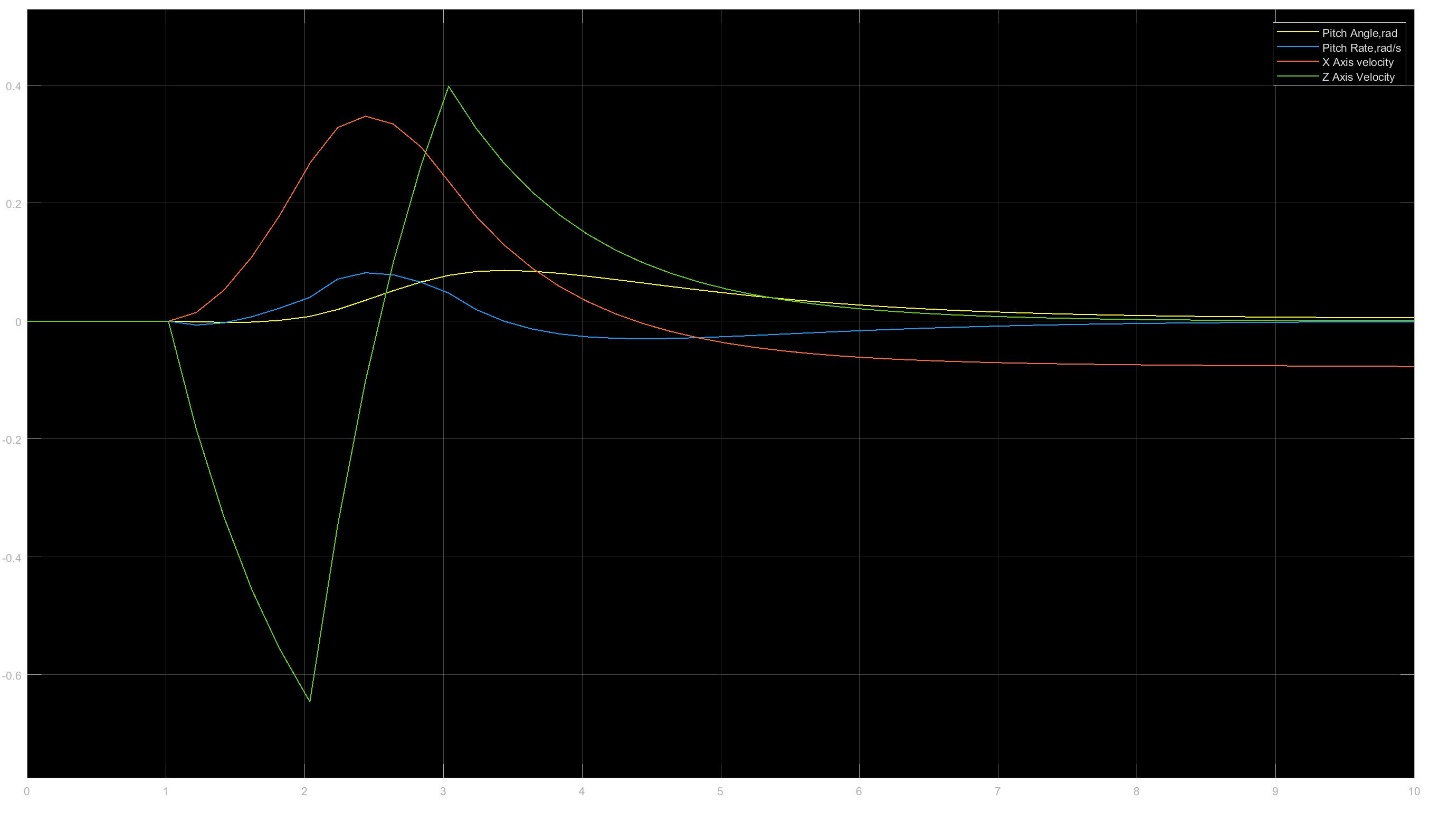 Pitch Angle,rad
Pitch Rate,rad/s
X Axis velocity
Z Axis Velocity
0.4
0.2
0
-0.2
-0.4
-0.6
0 1 2 3 4 5 6 7 8 9 10